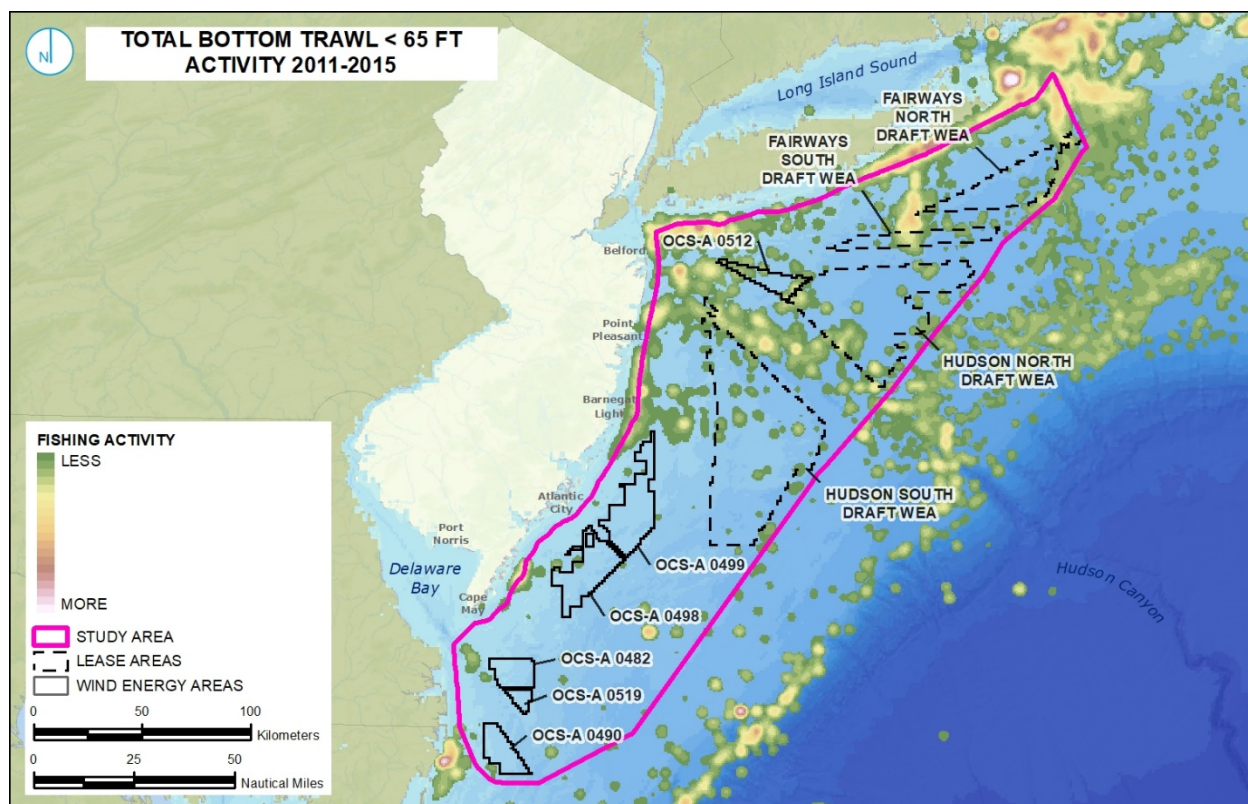 N
TOTAL BOTTOM TRAWL < 65 FT
ACTIVITY 2011-2015
Long Island Sound
FAIRWAYS
NORTH
DRAFT WEA
FAIRWAYS
SOUTH
DRAFT WEA
OCS-A 0512
Belford
Point
Pleasant
HUDSON NORTH
DRAFT WEA
Barnegat
Light
HUDSON SOUTH
DRAFT WEA
Atlantic
City
Port
Norris
Delaware
Bay
Cape
May
OCS-A 0499
OCS-A 0498
Hudson Canyon
OCS-A 0482
OCS-A 0519
OCS-A 0490
FISHING ACTIVITY
LESS
MORE
STUDY AREA
LEASE AREAS
WIND ENERGY AREAS
0 50 100
Kilometers
0 25 50
Nautical Miles